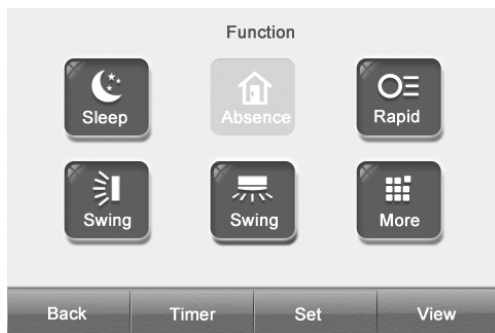 Function
Sleep
Absence
Rapid
Swing
Swing
More
Back
Timer
Set
View